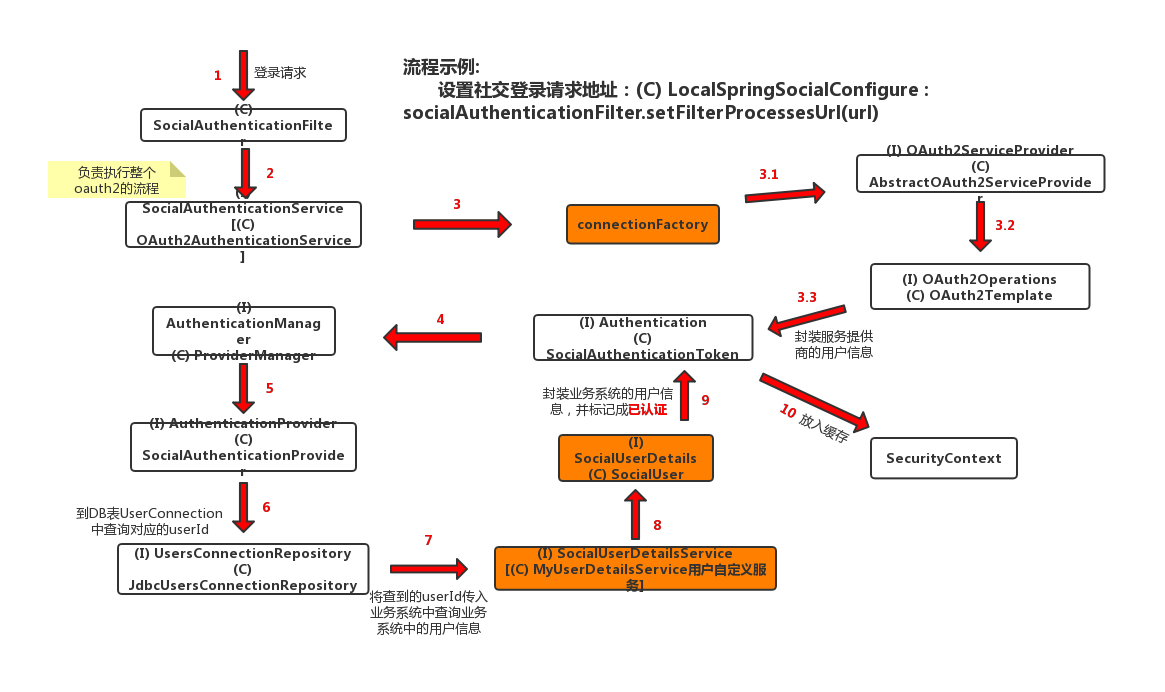 流程示例:
设置社交登录请求地址：(C) LocalSpringSocialConfigure：
socialAuthenticationFilter.setFilterProcessesUrl(url)
1
登录请求
(C)
SocialAuthenticationFilte
r
负责执行整个
oauth2的流程
2
SocialAuthenticationService
[(C)
OAuth2AuthenticationService
]
3
connectionFactory
3.1
(I) OAuth2ServiceProvider
(C)
AbstractOAuth2ServiceProvide
r
3.2
(I) OAuth2Operations
(C) OAuth2Template
3.3
封装服务提供
商的用户信息
(I) Authentication
(C)
SocialAuthenticationToken
4
(I)
AuthenticationManag
er
(C) ProviderManager
5
(I) AuthenticationProvider
(C)
SocialAuthenticationProvide
r
6
到DB表UserConnection
中查询对应的userId
(I) UsersConnectionRepository
(C)
JdbcUsersConnectionRepository
7
将查到的userId传入
业务系统中查询业务
系统中的用户信息
(I) SocialUserDetailsService
[(C) MyUserDetailsService用户自定义服
务]
8
(I)
SocialUserDetails
(C) SocialUser
封装业务系统的用户信
息，并标记成已认证
9
10 放入缓存
SecurityContext